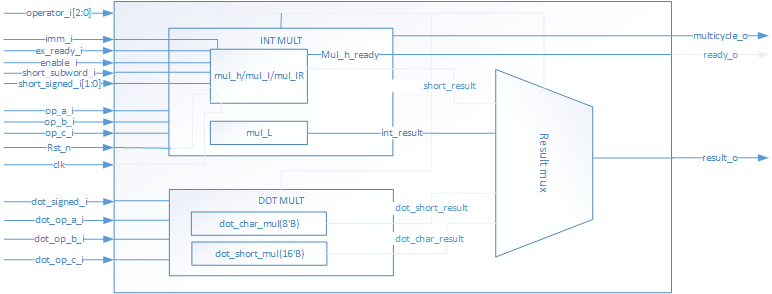 operator_i[2:0]
imm_i
ex_ready_i
enable_i
short_subword_i
short_signed_i[1:0]
op_a_i
op_b_i
op_c_i
Rst_n
clk
dot_signed_i
dot_op_a_i
dot_op_b_i
dot_op_c_i
INT MULT
mul_h/mul_I/mul_IR
mul_L
Mul_h_ready
short_result
int_result
DOT MULT
dot_char_mul(8'B)
dot_short_mul(16'B)
dot_short_result
dot_char_result
Result mux
multicycle_o
ready_o
result_o